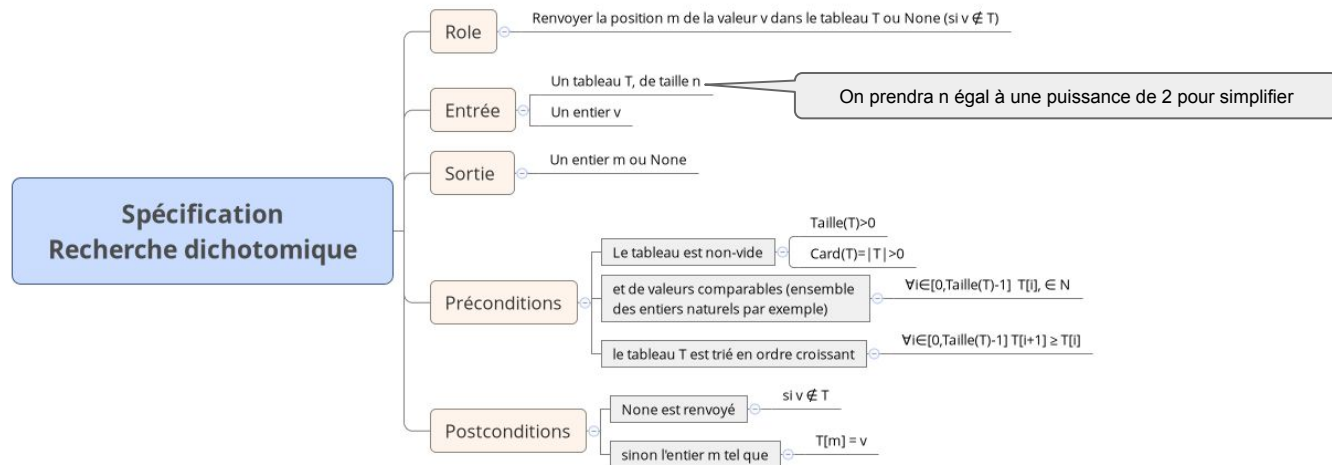 Role
Renvoyer la position m de la valeur v dans le tableau T ou None (si v ∉ T)
Entrée
Un tableau T, de taille n
On prendra n égal à une puissance de 2 pour simplifier
Un entier v
Sortie
Un entier m ou None
Spécification
Recherche dichotomique
Préconditions
Le tableau est non-vide
Taille(T)>0
Card(T)=|T|>0
et de valeurs comparables (ensemble
des entiers naturels par exemple)
∀i∈[0,Taille(T)-1] T[i], ∈ N
le tableau T est trié en ordre croissant
∀i∈[0,Taille(T)-1] T[i+1] ≥ T[i]
Postconditions
None est renvoyé
si v ∉ T
sinon l'entier m tel que
T[m] = v